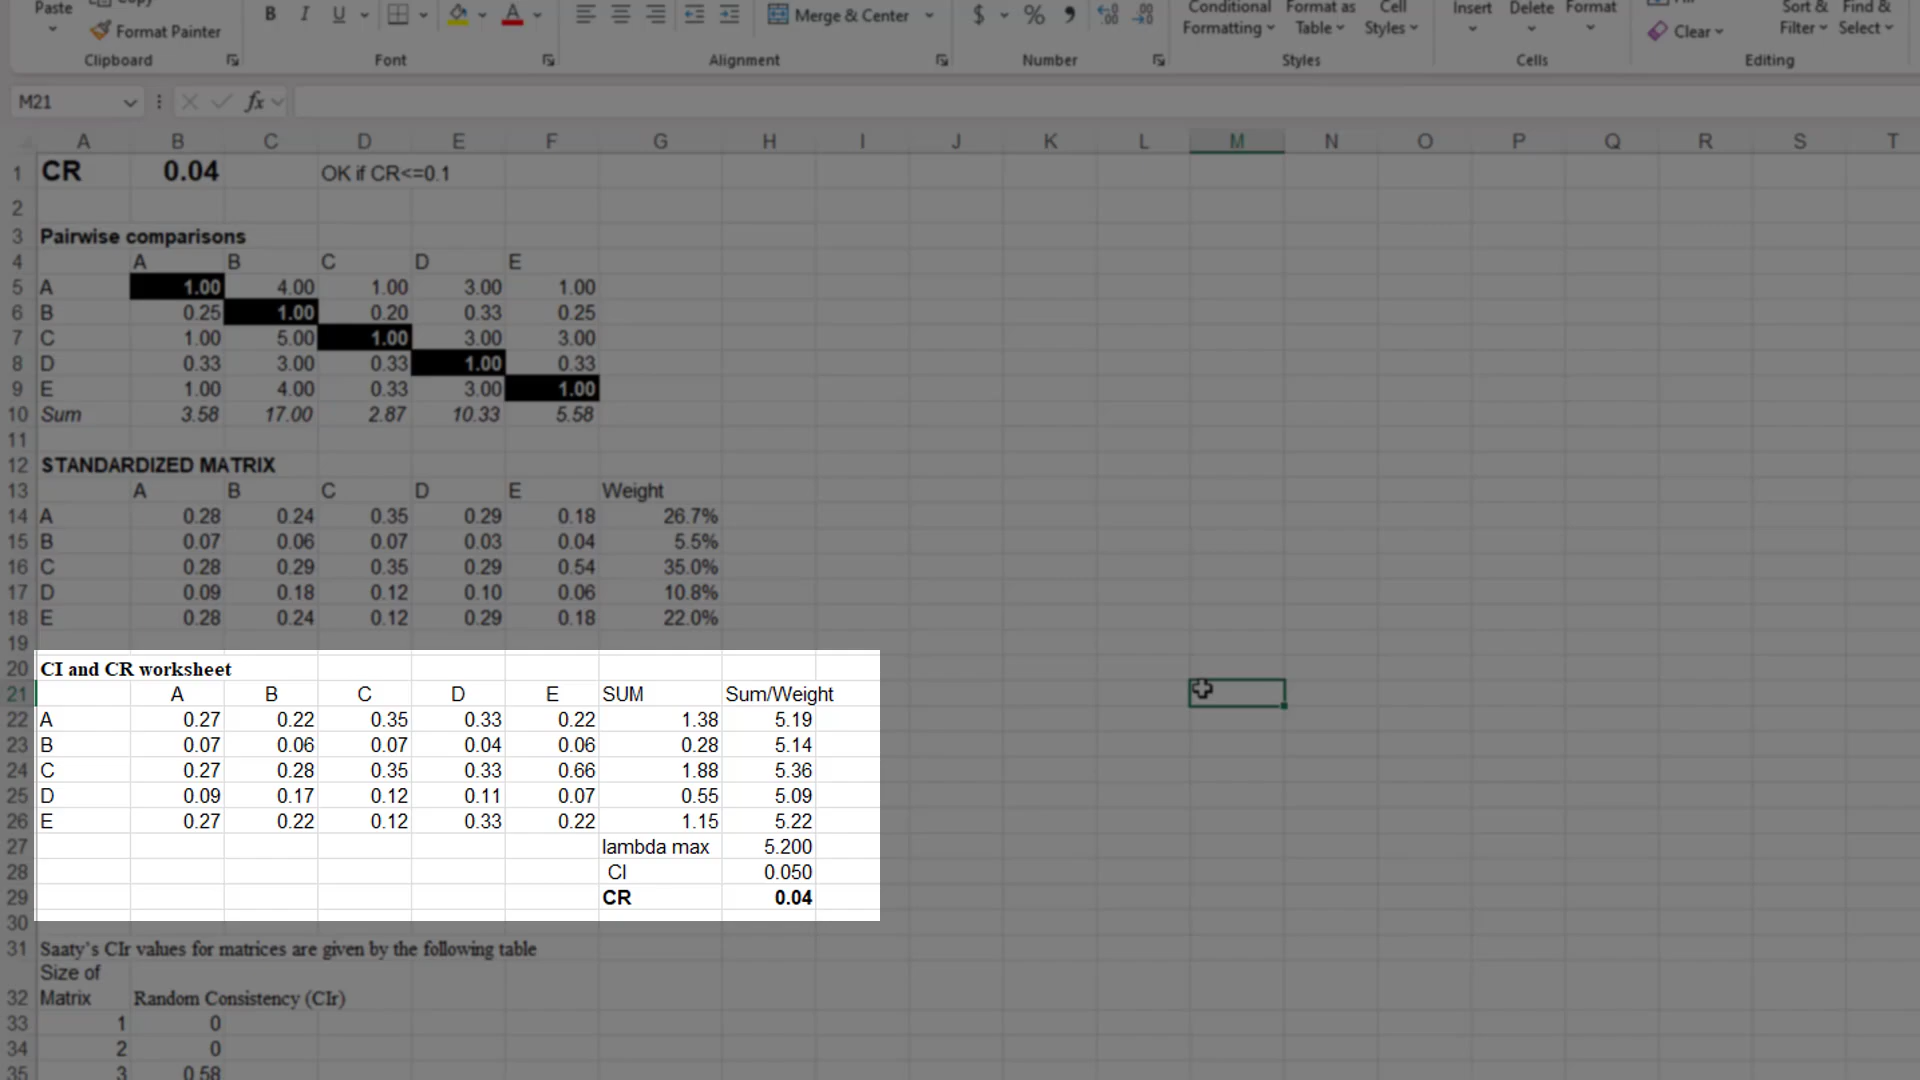 Paste
Format Painter
Clipboard
B I U
Font
Alignment
Merge & Center
$ % 9
Number
Conditional Formatting
Format as Table
Cell Styles
Styles
Insert
Delete
Format
Cells
Clear
Sort & Filter
Find & Select
Editing
M21 fx
A B C D E F G H I J K L M N O P Q R S T
1 CR 0.04 OK if CR<=0.1
2
3 Pairwise comparisons
4 A B C D E
5 A 1.00 4.00 1.00 3.00 1.00
6 B 0.25 1.00 0.20 0.33 0.25
7 C 1.00 5.00 1.00 3.00 3.00
8 D 0.33 3.00 0.33 1.00 0.33
9 E 1.00 4.00 0.33 3.00 1.00
10 Sum 3.58 17.00 2.87 10.33 5.58
11
12 STANDARDIZED MATRIX
13 A B C D E Weight
14 A 0.28 0.24 0.35 0.29 0.18 26.7%
15 B 0.07 0.06 0.07 0.03 0.04 5.5%
16 C 0.28 0.29 0.35 0.29 0.54 35.0%
17 D 0.09 0.18 0.12 0.10 0.06 10.8%
18 E 0.28 0.24 0.12 0.29 0.18 22.0%
19
20 CI and CR worksheet
21 A B C D E SUM Sum/Weight
22 A 0.27 0.22 0.35 0.33 0.22 1.38 5.19
23 B 0.07 0.06 0.07 0.04 0.06 0.28 5.14
24 C 0.27 0.28 0.35 0.33 0.66 1.88 5.36
25 D 0.09 0.17 0.12 0.11 0.07 0.55 5.09
26 E 0.27 0.22 0.12 0.33 0.22 1.15 5.22
27 lambda max 5.200
28 CI 0.050
29 CR 0.04
30
31 Saaty's CIr values for matrices are given by the following table
Size of
32 Matrix Random Consistency (CIr)
33 1 0
34 2 0
35 3 0.58